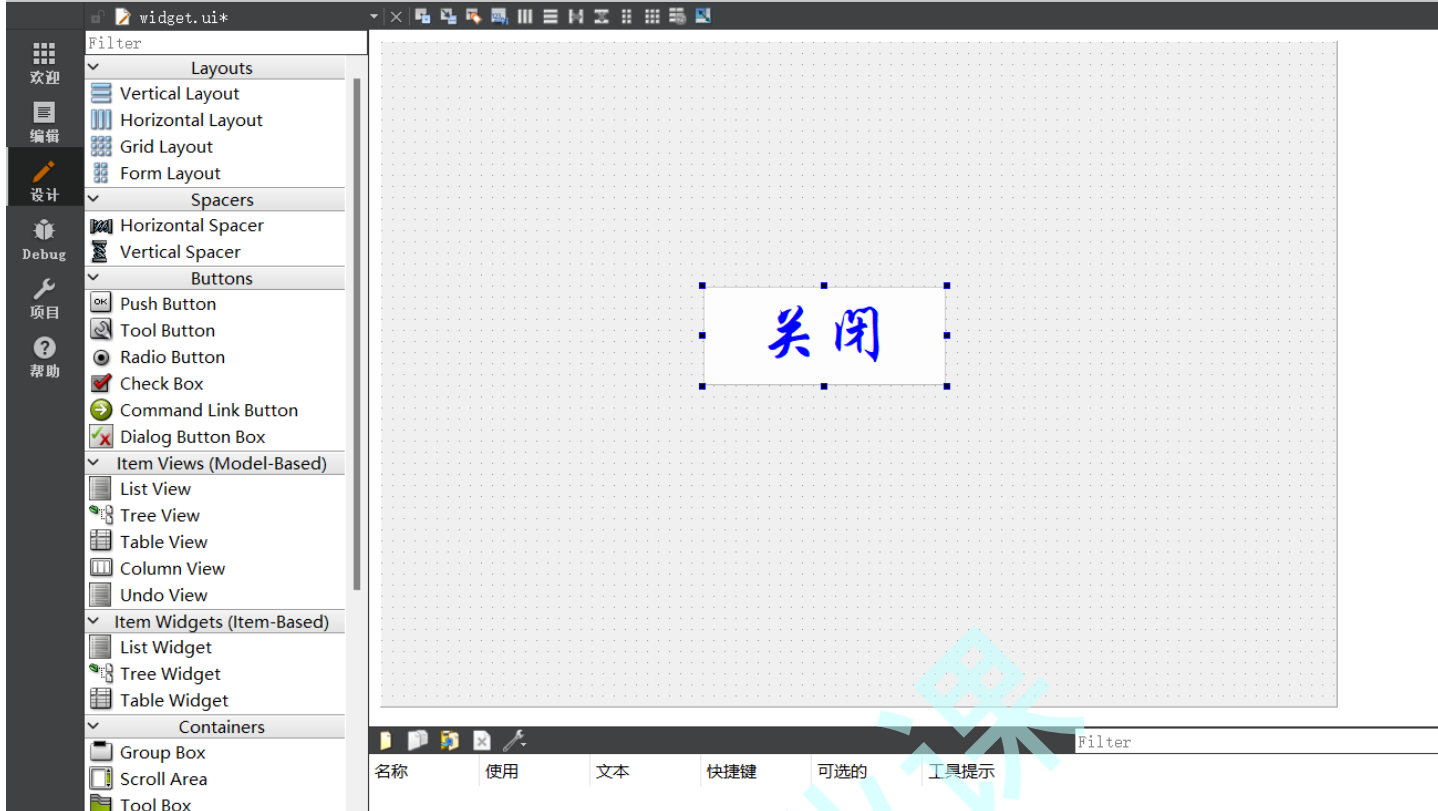 widget.ui*
Filter
欢迎
编辑
设计
Debug
项目
帮助
Layouts
Vertical Layout
Horizontal Layout
Grid Layout
Form Layout
Spacers
Horizontal Spacer
Vertical Spacer
Buttons
OK Push Button
Tool Button
Radio Button
Check Box
Command Link Button
Dialog Button Box
Item Views (Model-Based)
List View
Tree View
Table View
Column View
Undo View
Item Widgets (Item-Based)
List Widget
Tree Widget
Table Widget
Containers
Group Box
Scroll Area
Tool Box
关闭
Filter
名称 使用 文本 快捷键 可选的 工具提示
课